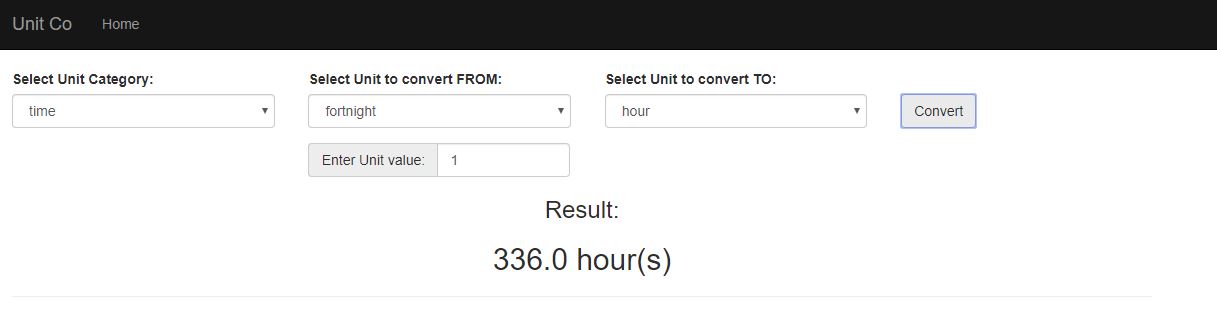 Unit Co Home
Select Unit Category: Select Unit to convert FROM: Select Unit to convert TO:
time fortnight hour Convert
Enter Unit value: 1
Result:
336.0 hour(s)